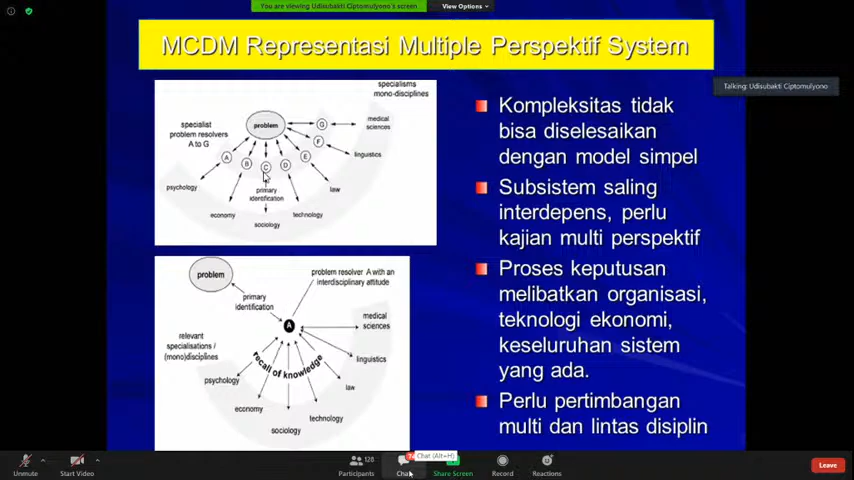 You are viewing Udisubakti Ciptomulyono's screen
View Options
MCDM Representasi Multiple Perspektif System
Talking: Udisubakti Ciptomulyono
specialisms
mono-disciplines
specialist
problem resolvers
A to G
problem
G
F
A
B
C
D
E
medical
sciences
linguistics
law
psychology
economy
primary
identification
technology
sociology
Kompleksitas tidak
bisa diselesaikan
dengan model simpel
Subsistem saling
interdepens, perlu
kajian multi perspektif
Proses keputusan
melibatkan organisasi,
teknologi ekonomi,
keseluruhan sistem
yang ada.
Perlu pertimbangan
multi dan lintas disiplin
problem
problem resolver A with an
interdisciplinary attitude
primary
identification
A
medical
sciences
relevant
specialisations /
(mono)disciplines
recall of knowledge
linguistics
psychology
law
economy
technology
sociology
Unmute
Start Video
128
Participants
Chat
Chat (Alt+H)
Share Screen
Record
Reactions
Leave